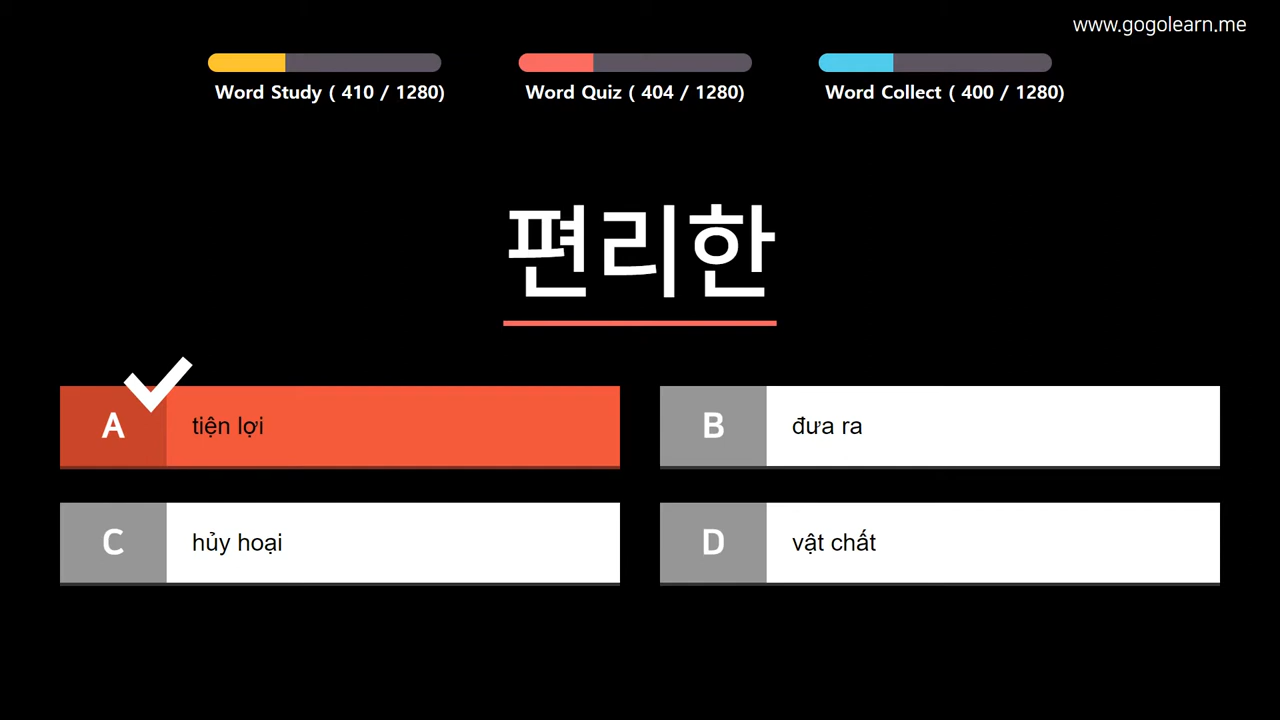 www.gogolearn.me
Word Study ( 410 / 1280)
Word Quiz ( 404 / 1280)
Word Collect ( 400 / 1280)
편리한
A tiện lợi
B đưa ra
C hủy hoại
D vật chất